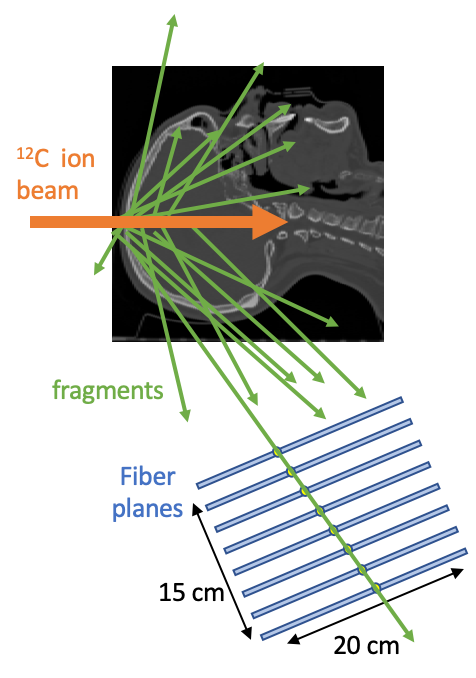 ¹²C ion
beam
fragments
Fiber
planes
15 cm
20 cm